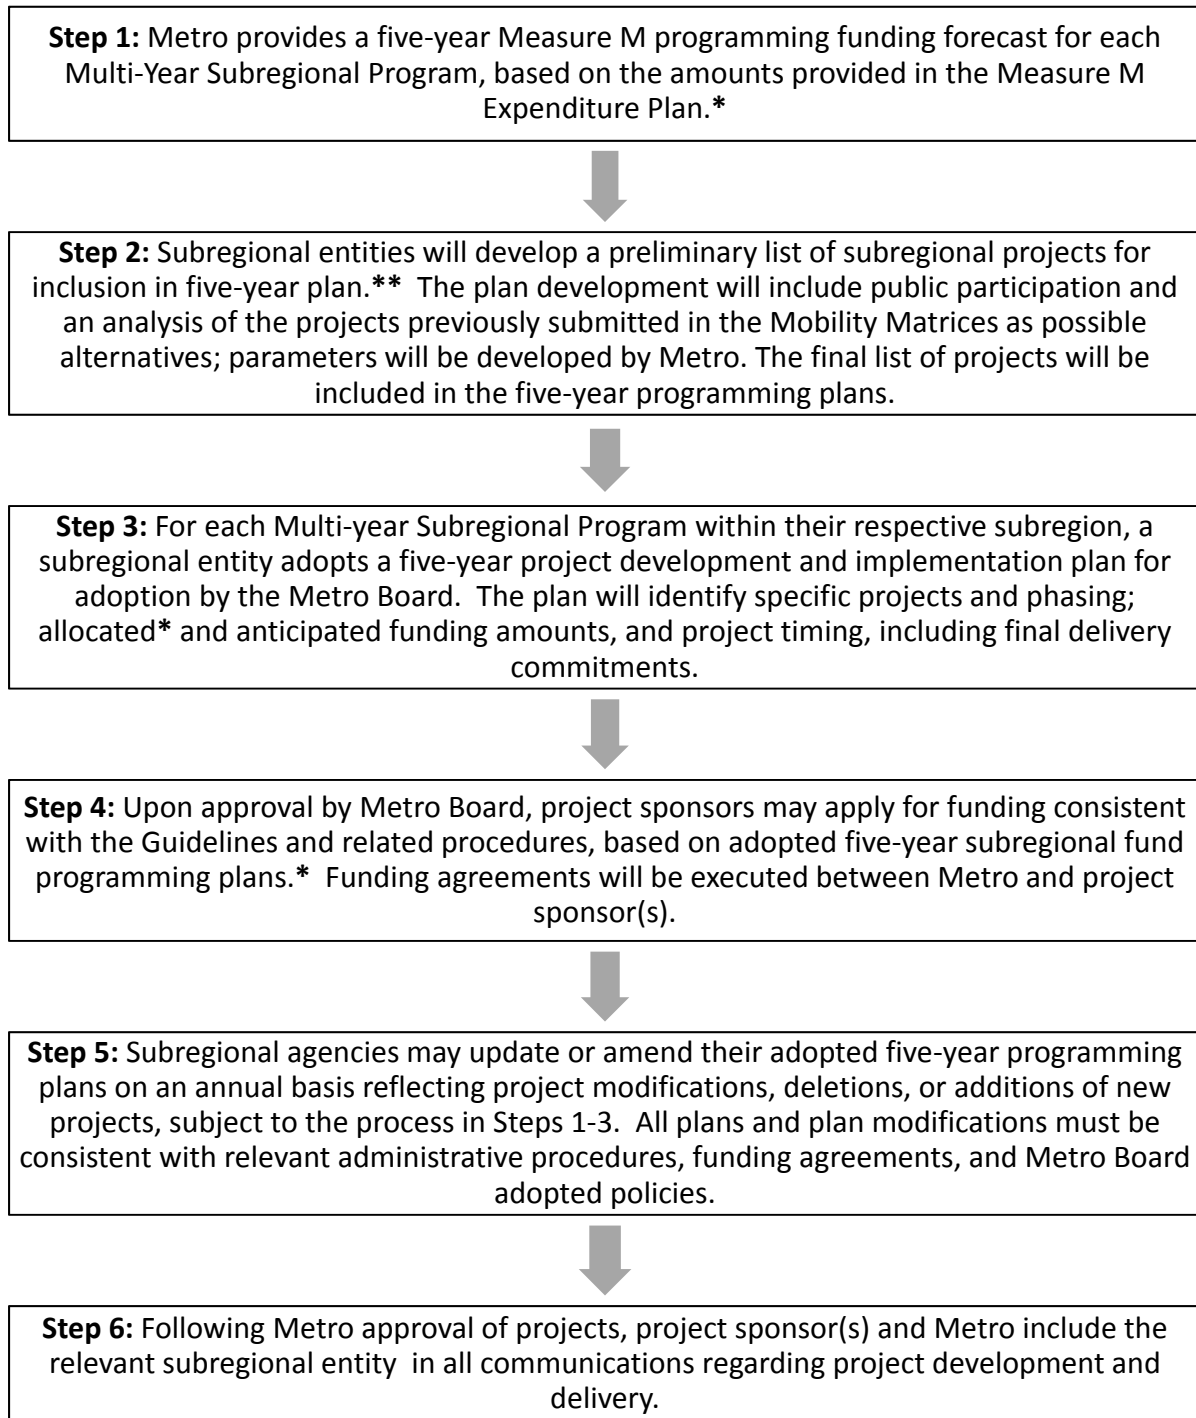 Step 1: Metro provides a five-year Measure M programming funding forecast for each
Multi-Year Subregional Program, based on the amounts provided in the Measure M
Expenditure Plan.*
Step 2: Subregional entities will develop a preliminary list of subregional projects for
inclusion in five-year plan.** The plan development will include public participation and
an analysis of the projects previously submitted in the Mobility Matrices as possible
alternatives; parameters will be developed by Metro. The final list of projects will be
included in the five-year programming plans.
Step 3: For each Multi-year Subregional Program within their respective subregion, a
subregional entity adopts a five-year project development and implementation plan for
adoption by the Metro Board. The plan will identify specific projects and phasing;
allocated* and anticipated funding amounts, and project timing, including final delivery
commitments.
Step 4: Upon approval by Metro Board, project sponsors may apply for funding consistent
with the Guidelines and related procedures, based on adopted five-year subregional fund
programming plans.* Funding agreements will be executed between Metro and project
sponsor(s).
Step 5: Subregional agencies may update or amend their adopted five-year programming
plans on an annual basis reflecting project modifications, deletions, or additions of new
projects, subject to the process in Steps 1-3. All plans and plan modifications must be
consistent with relevant administrative procedures, funding agreements, and Metro Board
adopted policies.
Step 6: Following Metro approval of projects, project sponsor(s) and Metro include the
relevant subregional entity in all communications regarding project development and
delivery.